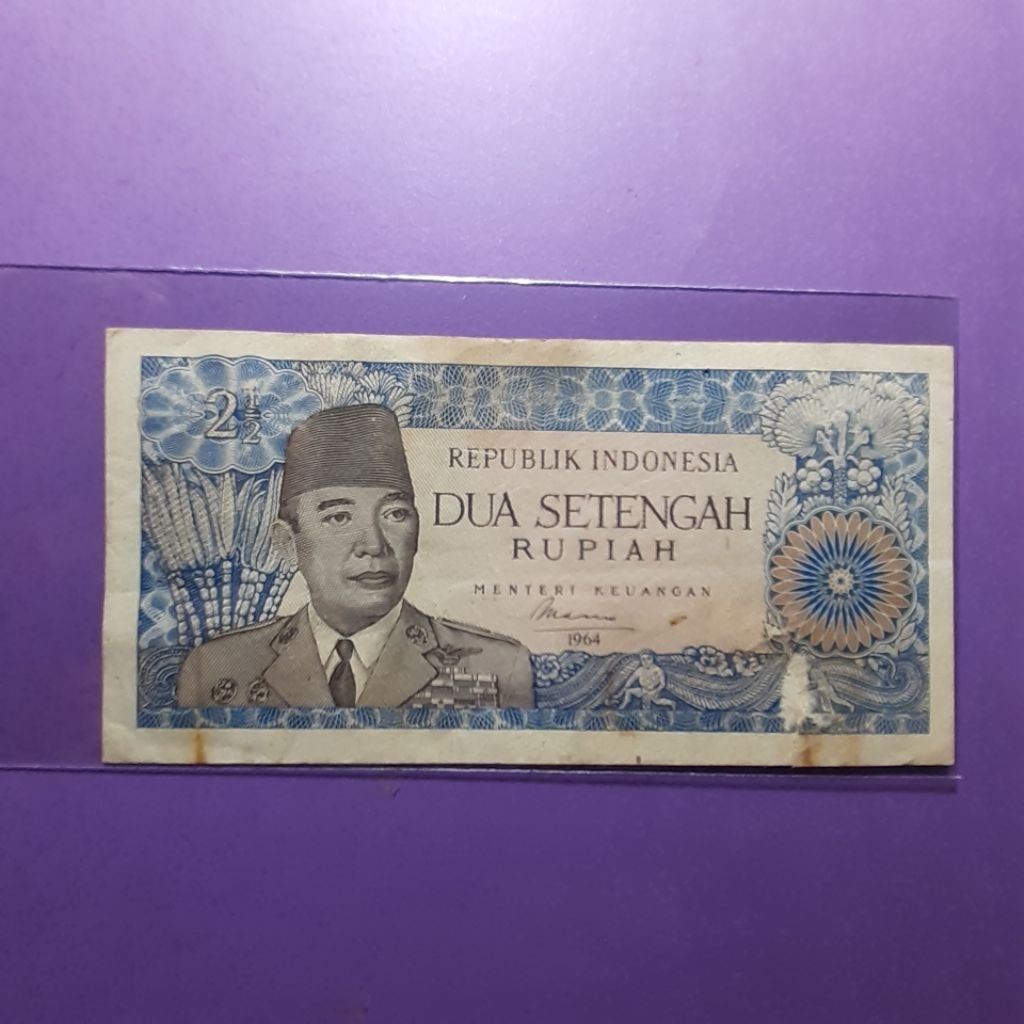 2½
REPUBLIK INDONESIA
DUA SETENGAH
RUPIAH
MENTERI KEUANGAN
1964